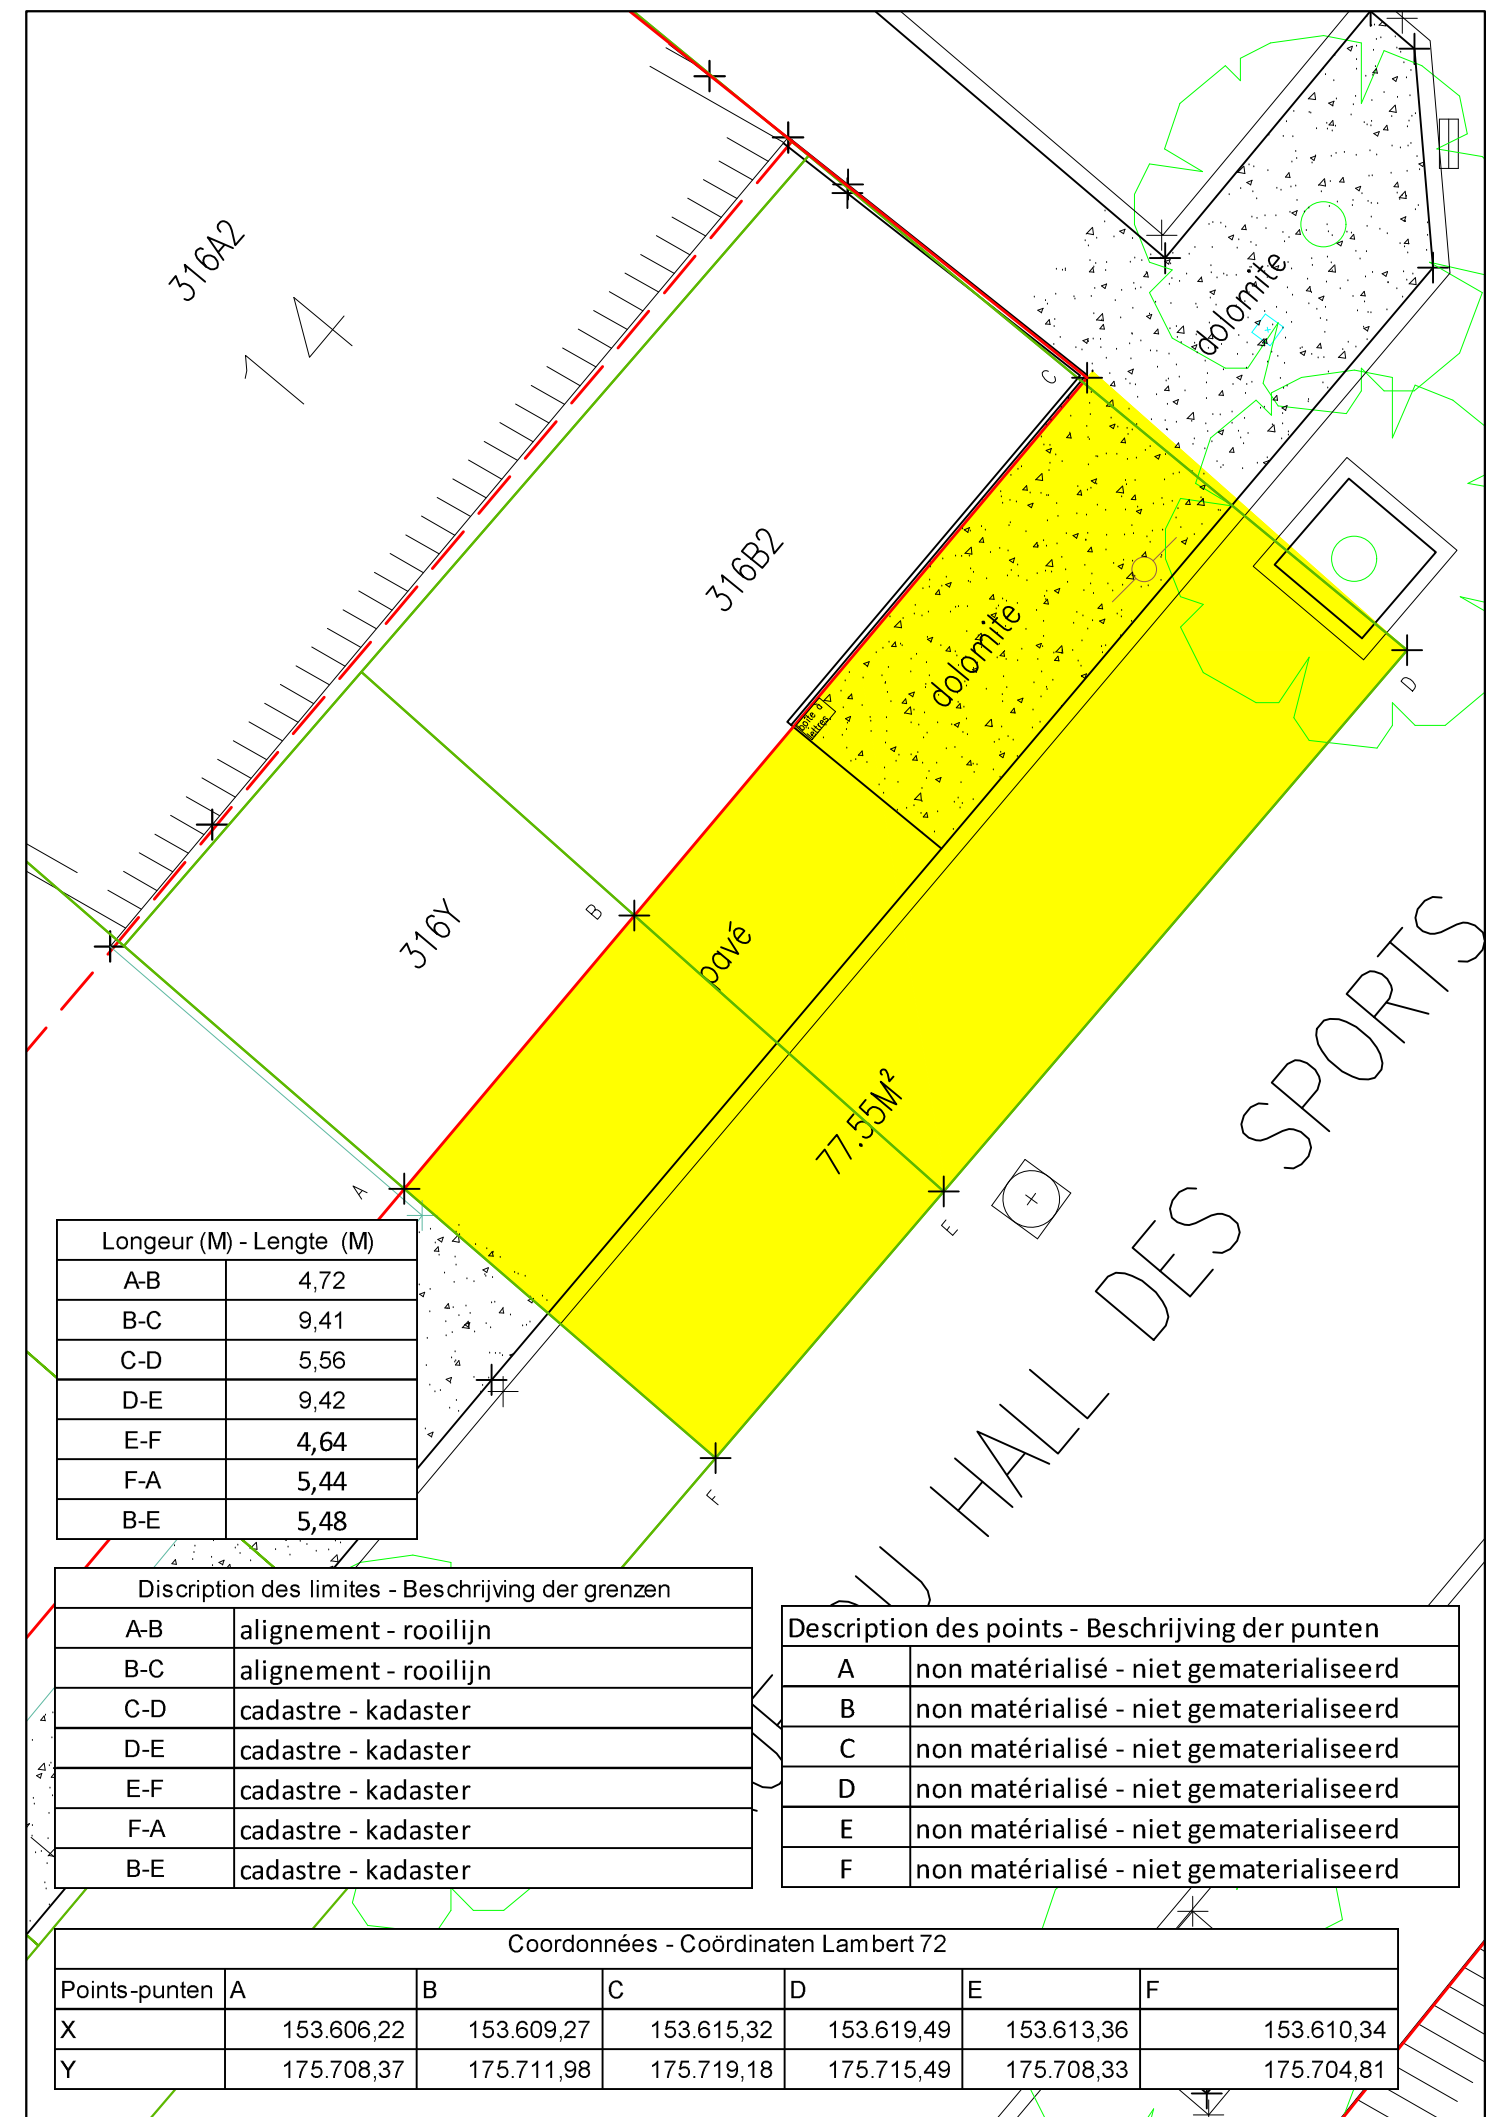 316A2
14
dolomite
C
316B2
dolomite
D
boîte à
lettres
B
316Y
pavé
77.55M²
A
E
F
DU HALL DES SPORTS
Longeur (M) - Lengte (M)
A-B 4,72
B-C 9,41
C-D 5,56
D-E 9,42
E-F 4,64
F-A 5,44
B-E 5,48
Discription des limites - Beschrijving der grenzen
A-B alignement - rooilijn
B-C alignement - rooilijn
C-D cadastre - kadaster
D-E cadastre - kadaster
E-F cadastre - kadaster
F-A cadastre - kadaster
B-E cadastre - kadaster
Description des points - Beschrijving der punten
A non matérialisé - niet gematerialiseerd
B non matérialisé - niet gematerialiseerd
C non matérialisé - niet gematerialiseerd
D non matérialisé - niet gematerialiseerd
E non matérialisé - niet gematerialiseerd
F non matérialisé - niet gematerialiseerd
Coordonnées - Coördinaten Lambert 72
Points-punten A B C D E F
X 153.606,22 153.609,27 153.615,32 153.619,49 153.613,36 153.610,34
Y 175.708,37 175.711,98 175.719,18 175.715,49 175.708,33 175.704,81